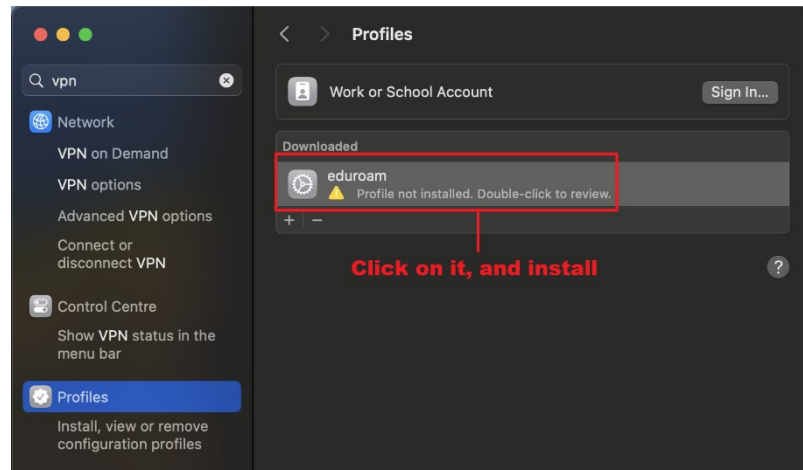 vpn
Network
VPN on Demand
VPN options
Advanced VPN options
Connect or
disconnect VPN
Control Centre
Show VPN status in the
menu bar
Profiles
Install, view or remove
configuration profiles
Profiles
Work or School Account
Sign In...
Downloaded
eduroam
Profile not installed. Double-click to review.
+ −
Click on it, and install
?